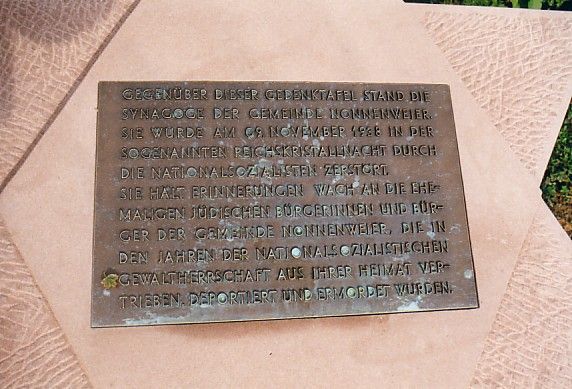 GEGENÜBER DIESER GEDENKTAFEL STAND DIE
SYNAGOGE DER GEMEINDE NONNENWEIER.
SIE WURDE AM 09. NOVEMBER 1938 IN DER
SOGENANNTEN REICHSKRISTALLNACHT DURCH
DIE NATIONALSOZIALISTEN ZERSTÖRT.
SIE HÄLT ERINNERUNGEN WACH AN DIE EHE-
MALIGEN JÜDISCHEN BÜRGERINNEN UND BÜR-
GER DER GEMEINDE NONNENWEIER, DIE IN
DEN JAHREN DER NATIONALSOZIALISTISCHEN
GEWALTHERRSCHAFT AUS IHRER HEIMAT VER-
TRIEBEN, DEPORTIERT UND ERMORDET WURDEN.